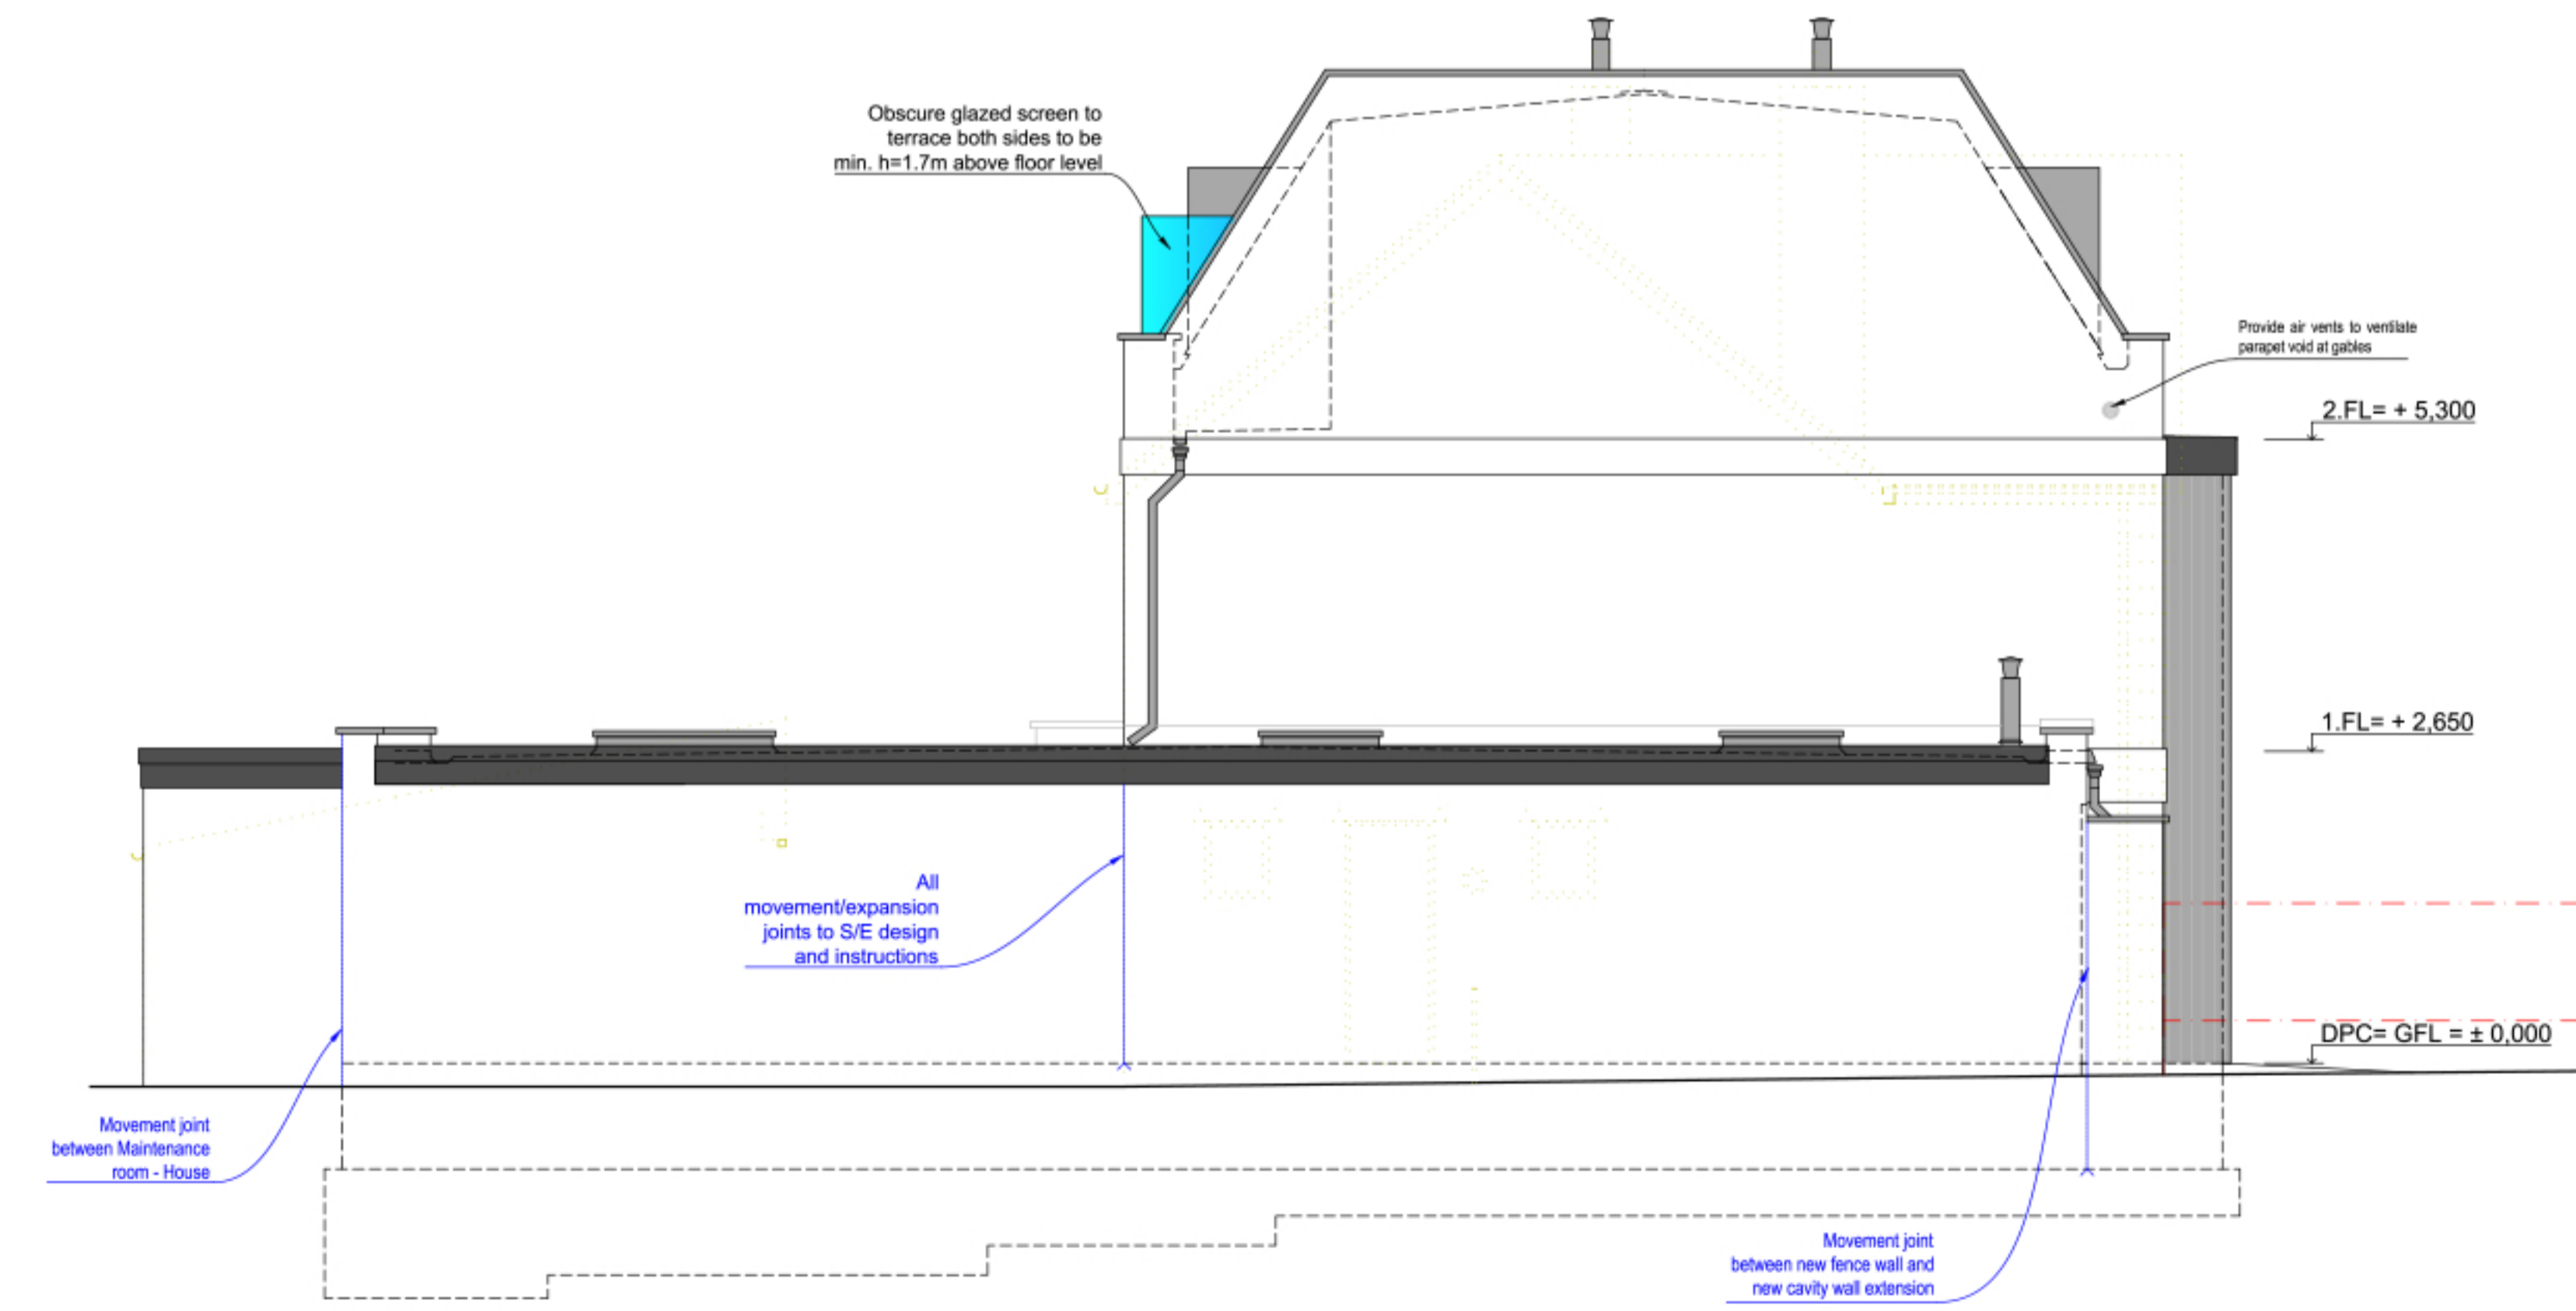 Obscure glazed screen to
terrace both sides to be
min. h=1.7m above floor level
Provide air vents to ventilate
parapet void at gables
2.FL= + 5,300
1.FL= + 2,650
All
movement/expansion
joints to S/E design
and instructions
DPC= GFL = ± 0,000
Movement joint
between Maintenance
room - House
Movement joint
between new fence wall and
new cavity wall extension